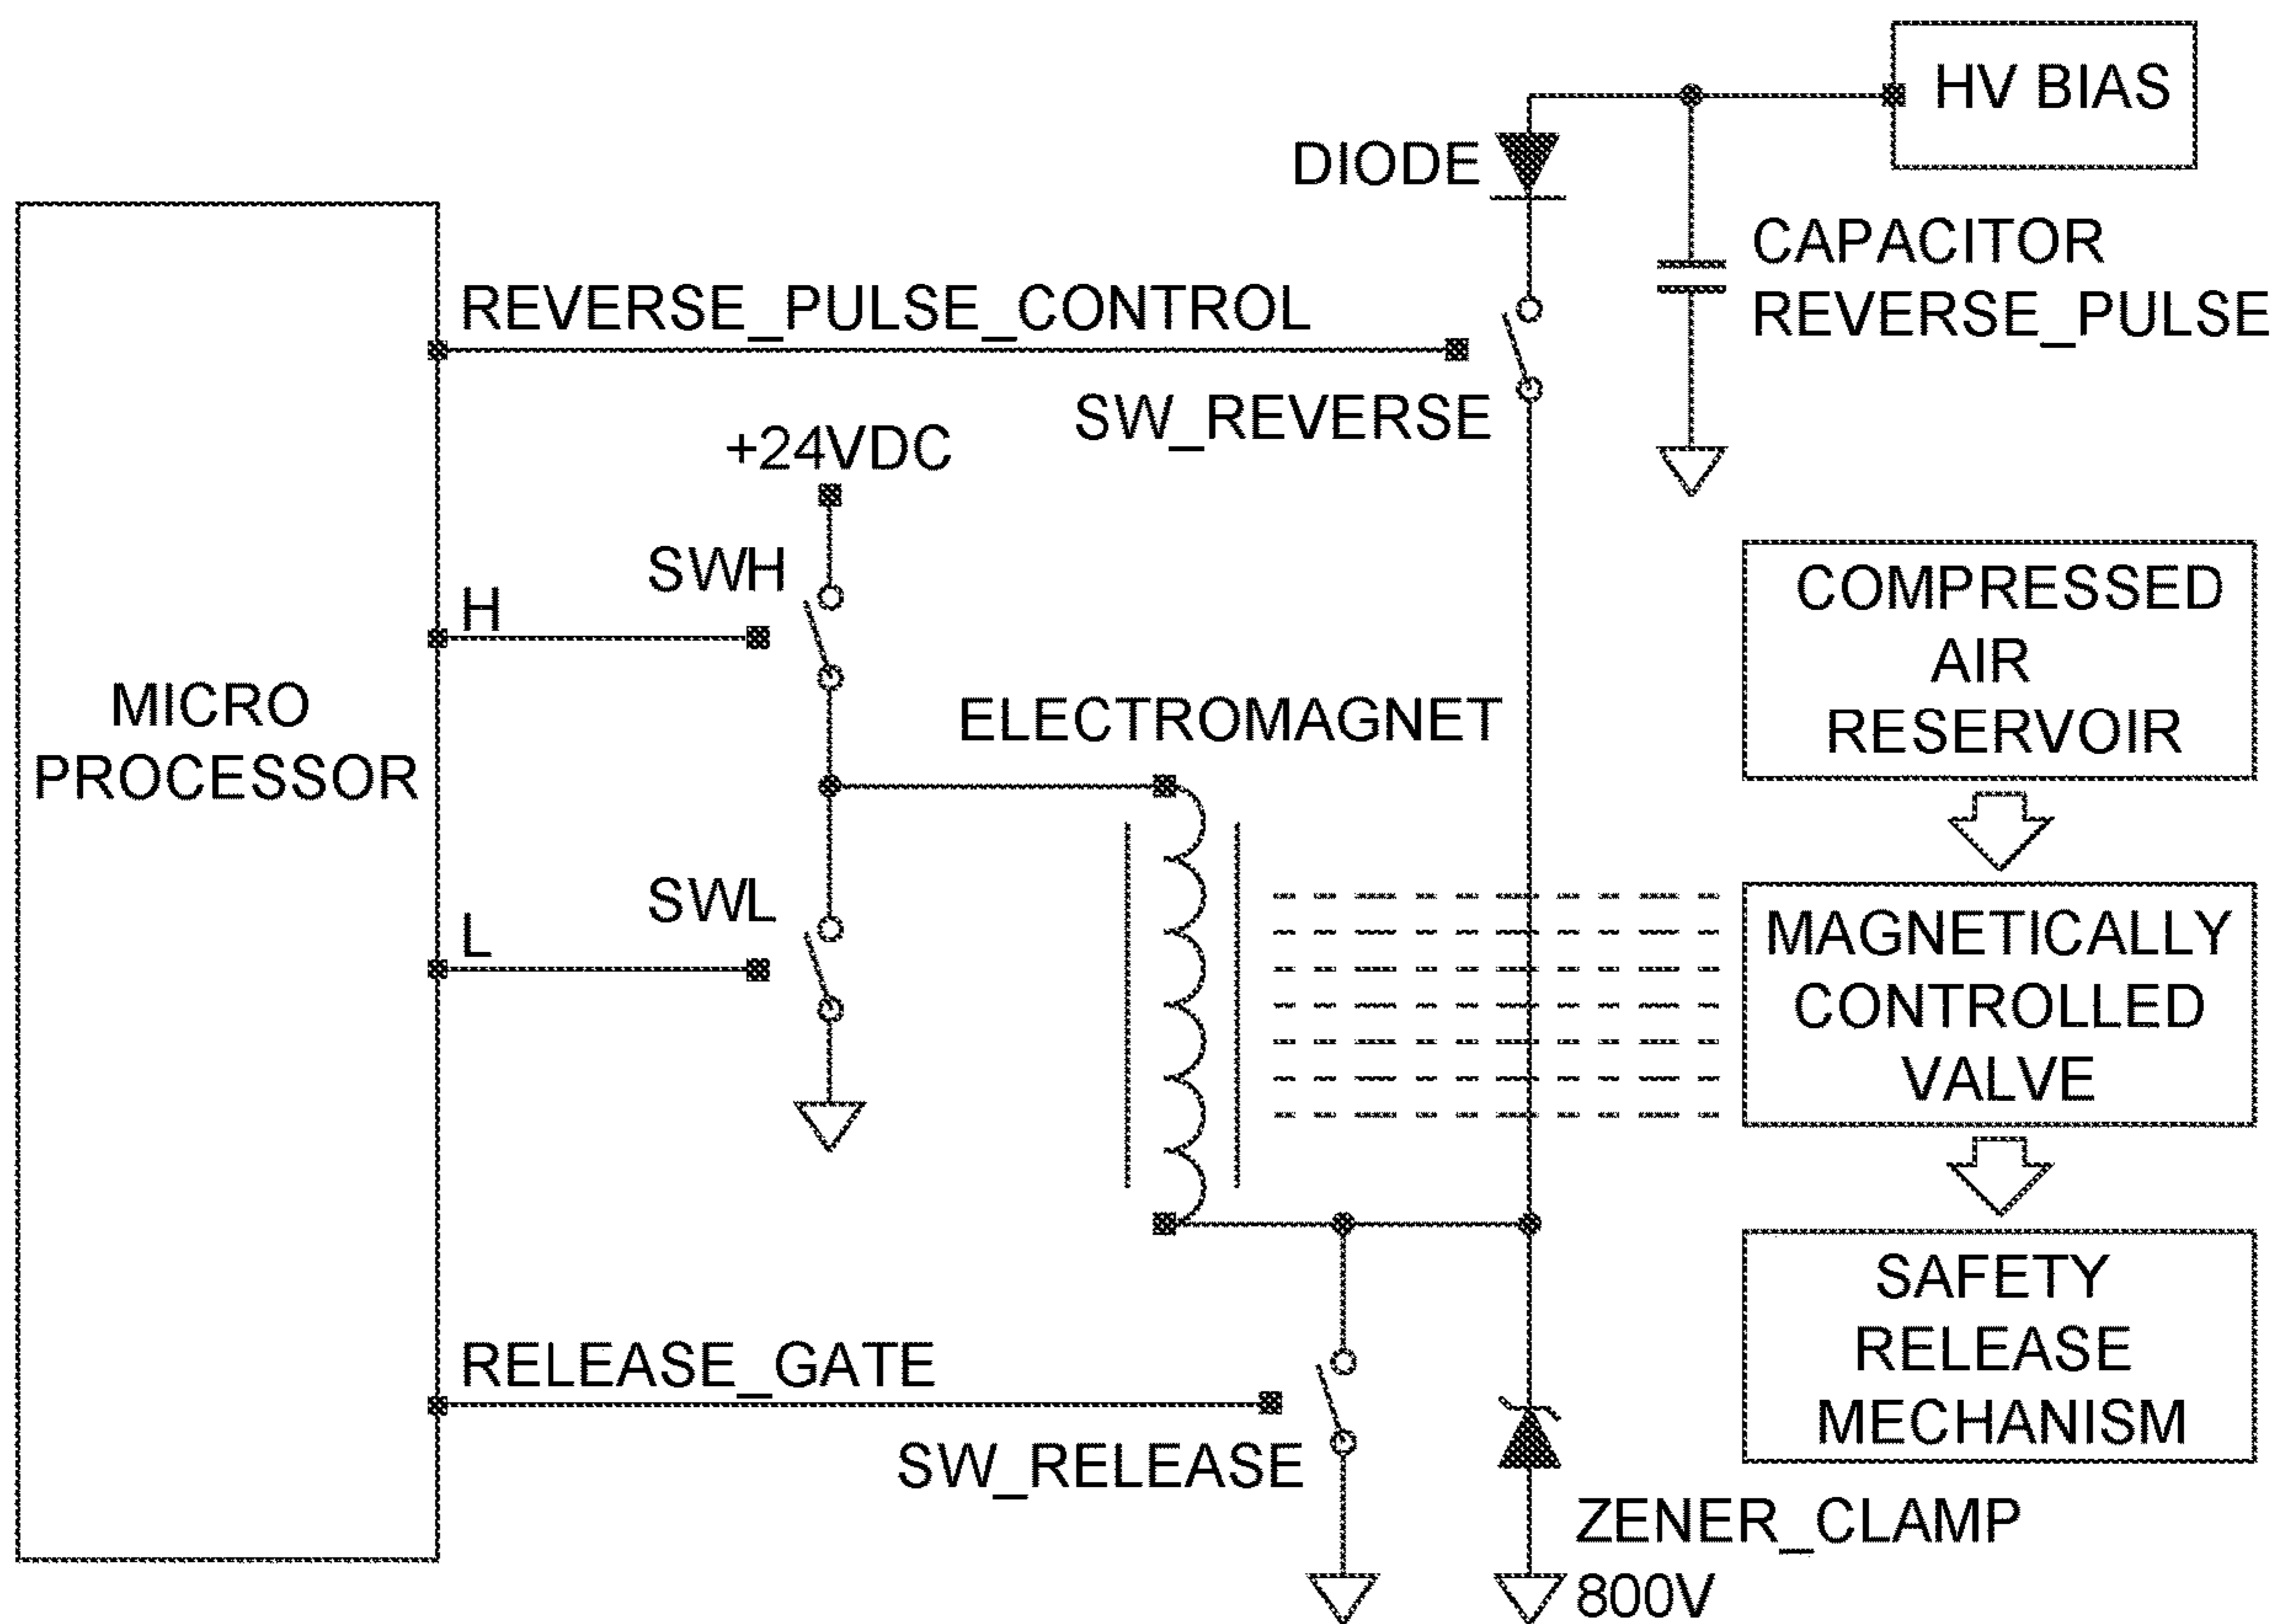 HV BIAS
DIODE
CAPACITOR
REVERSE_PULSE
REVERSE_PULSE_CONTROL
SW_REVERSE
+24VDC
SWH
H
COMPRESSED
AIR
RESERVOIR
MICRO
PROCESSOR
ELECTROMAGNET
SWL
L
MAGNETICALLY
CONTROLLED
VALVE
RELEASE_GATE
SW_RELEASE
SAFETY
RELEASE
MECHANISM
ZENER_CLAMP
800V